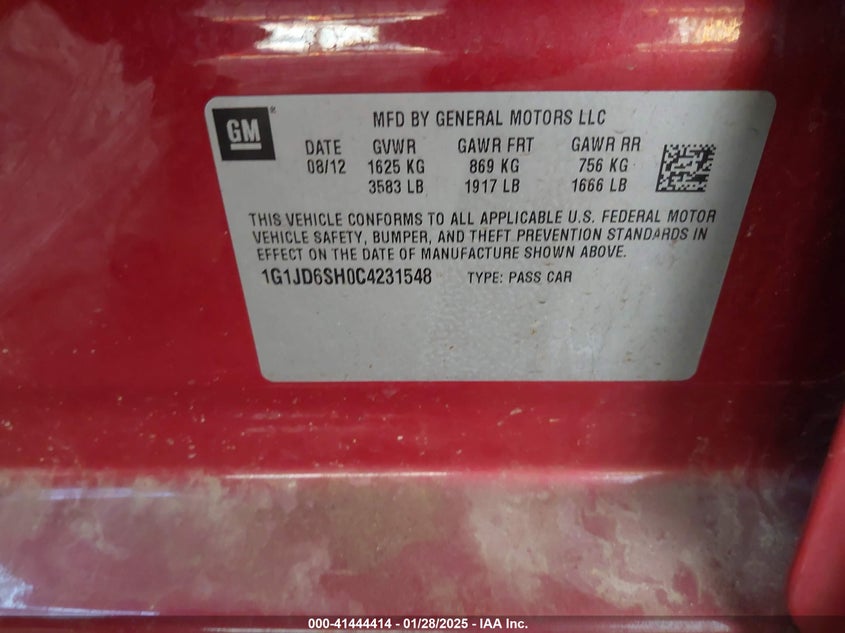 GM
MFD BY GENERAL MOTORS LLC
DATE GVWR GAWR FRT GAWR RR
08/12 1625 KG 869 KG 756 KG
3583 LB 1917 LB 1666 LB
THIS VEHICLE CONFORMS TO ALL APPLICABLE U.S. FEDERAL MOTOR
VEHICLE SAFETY, BUMPER, AND THEFT PREVENTION STANDARDS IN
EFFECT ON THE DATE OF MANUFACTURE SHOWN ABOVE.
1G1JD6SH0C4231548 TYPE: PASS CAR
000-41444414 - 01/28/2025 - IAA Inc.